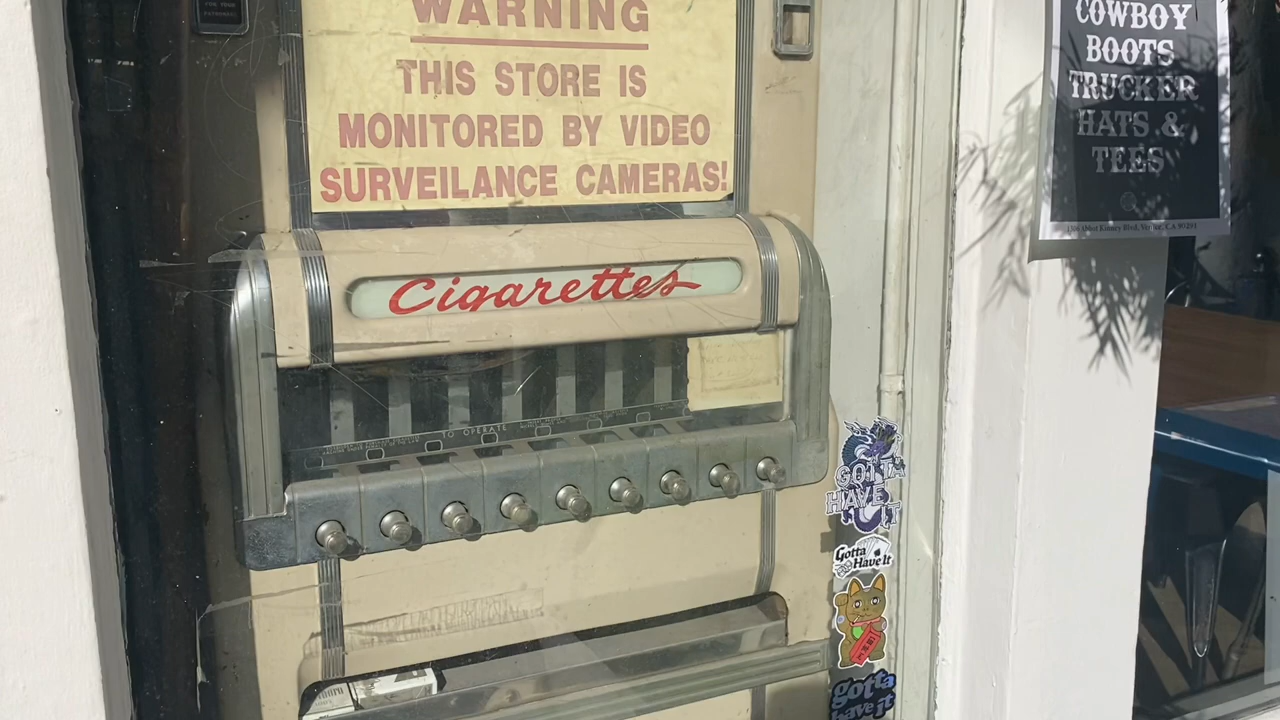 WARNING
THIS STORE IS
MONITORED BY VIDEO
SURVEILANCE CAMERAS!
Cigarettes
TO OPERATE
COWBOY
BOOTS
TRUCKER
HATS &
TEES
GOTTA
HAVE
IT
Gotta
Have It
gotta
have it